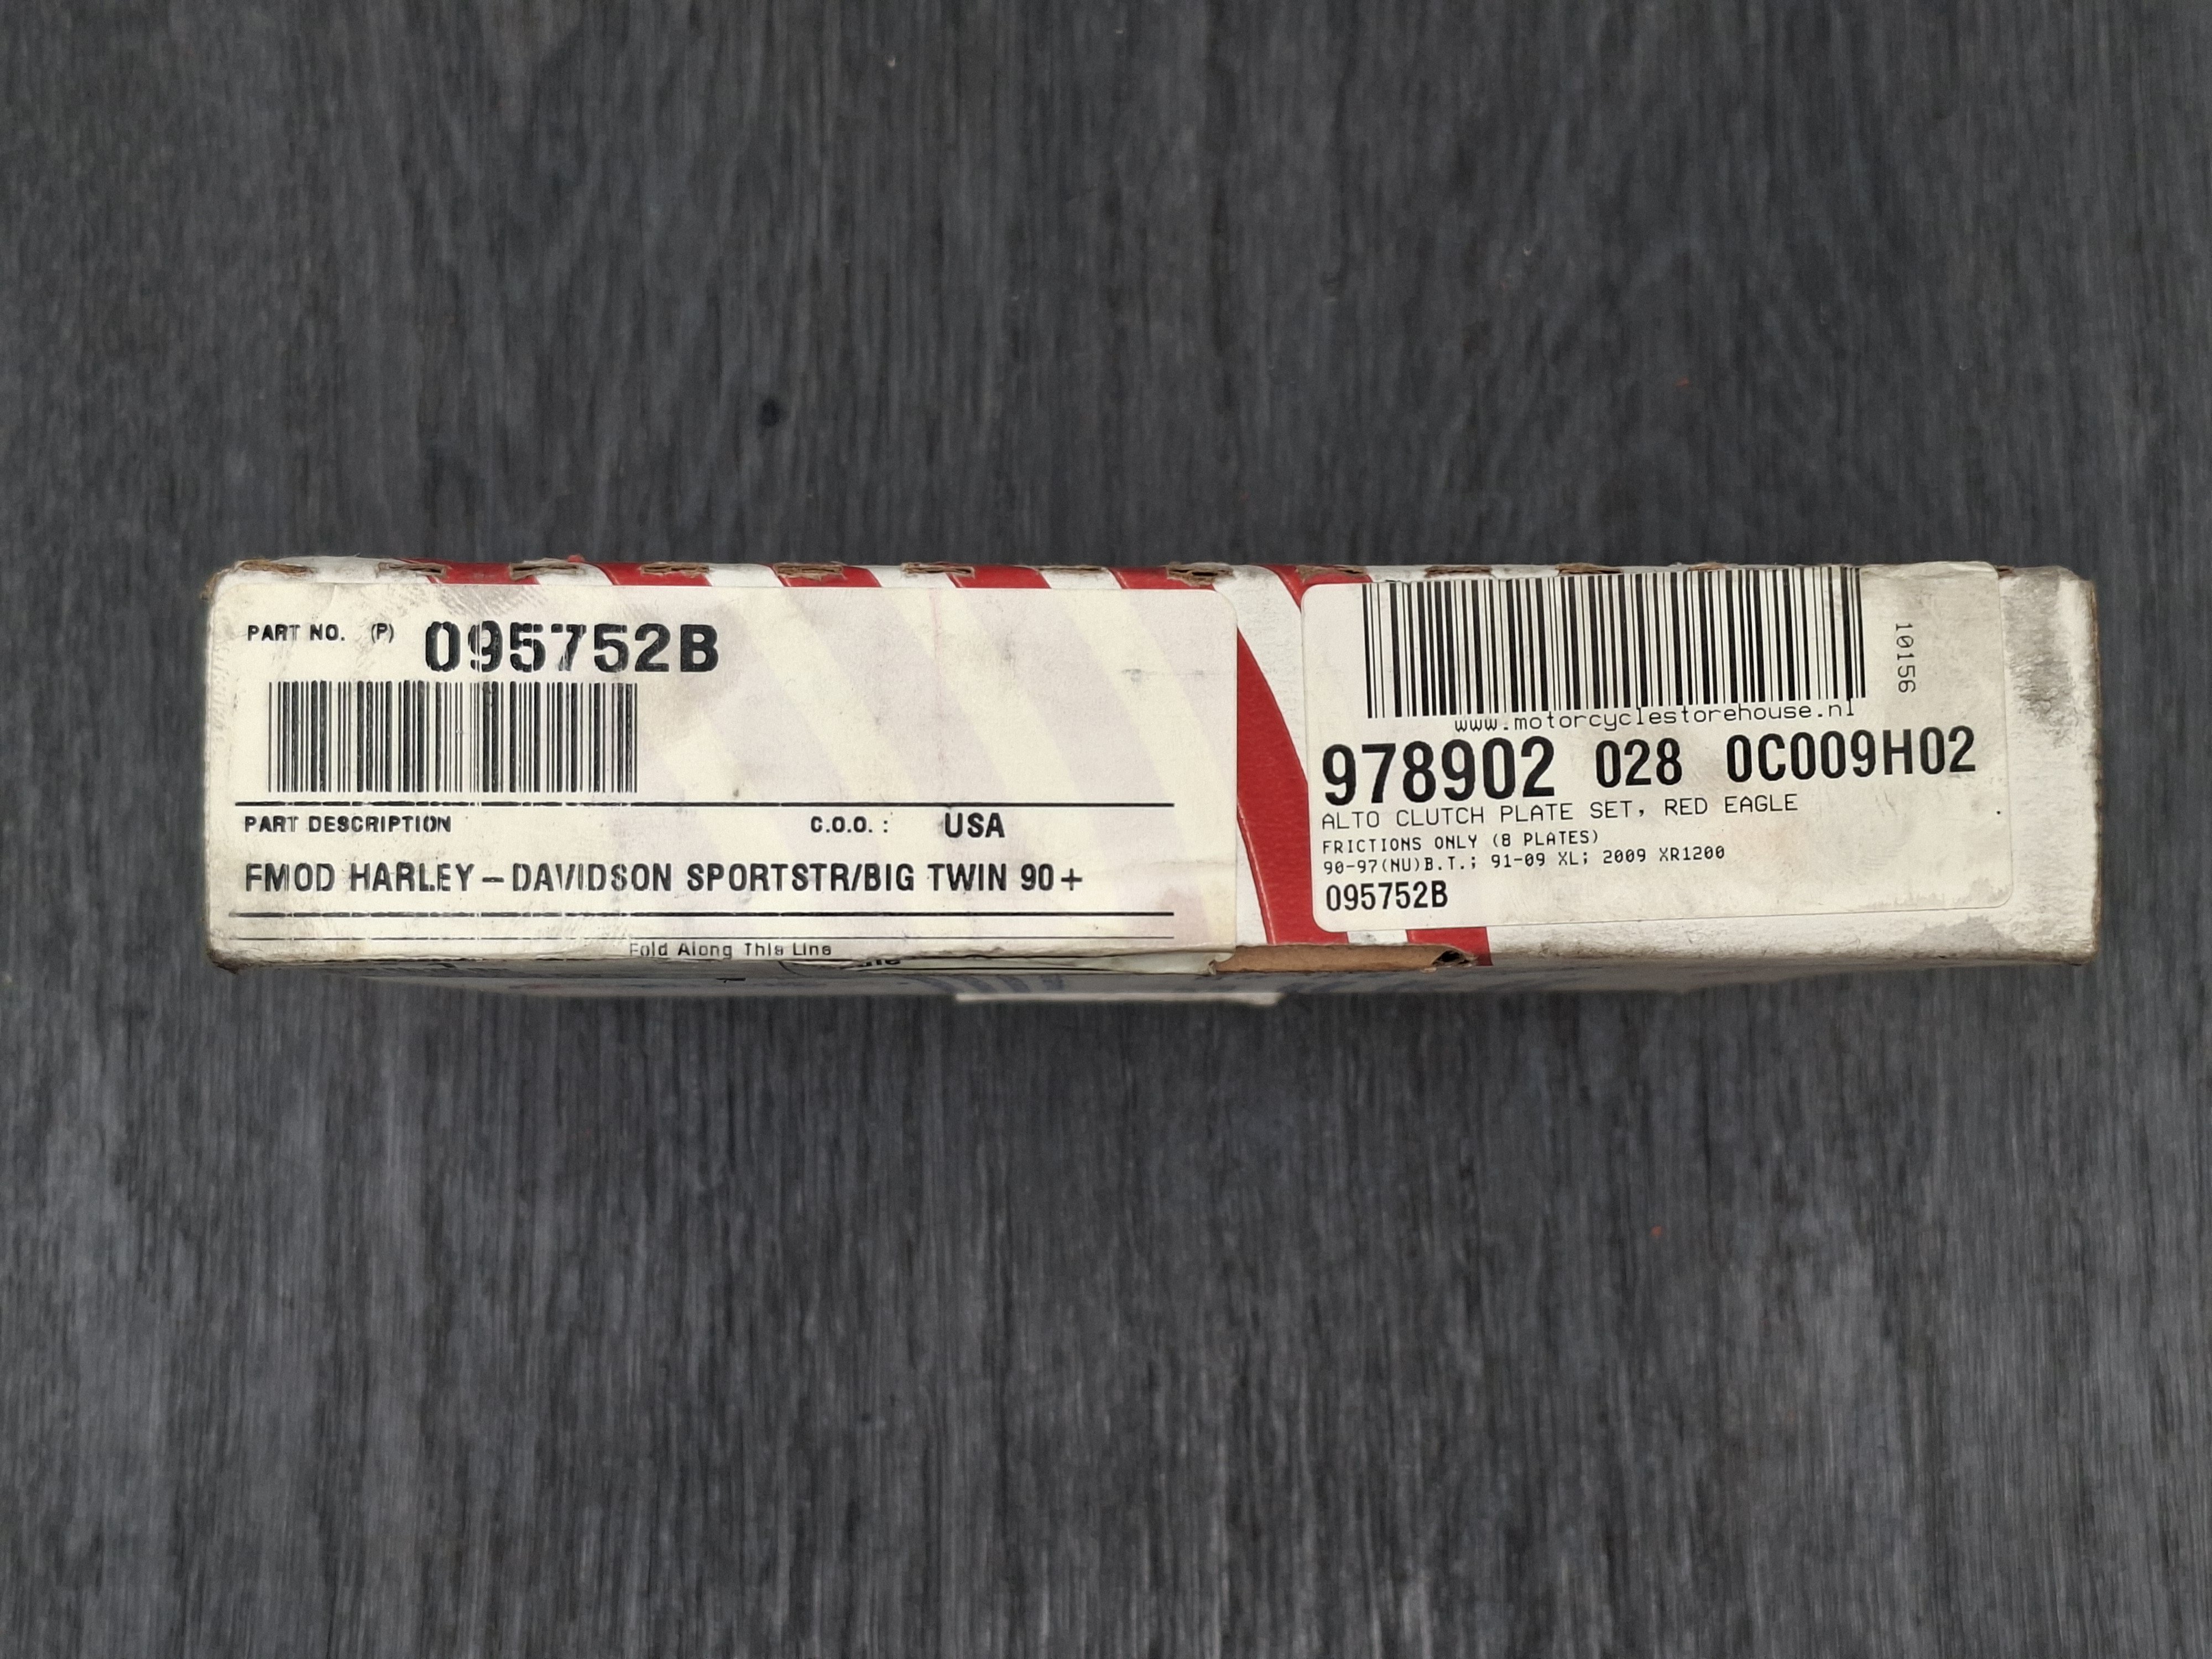 PART NO. (P) 095752B
PART DESCRIPTION C.O.O. : USA
FMOD HARLEY-DAVIDSON SPORTSTR/BIG TWIN 90+
Fold Along This Line
10156
www.motorcyclestorehouse.nl
978902 028 0C009H02
ALTO CLUTCH PLATE SET, RED EAGLE
FRICTIONS ONLY (8 PLATES)
90-97(NU)B.T.; 91-09 XL; 2009 XR1200
095752B